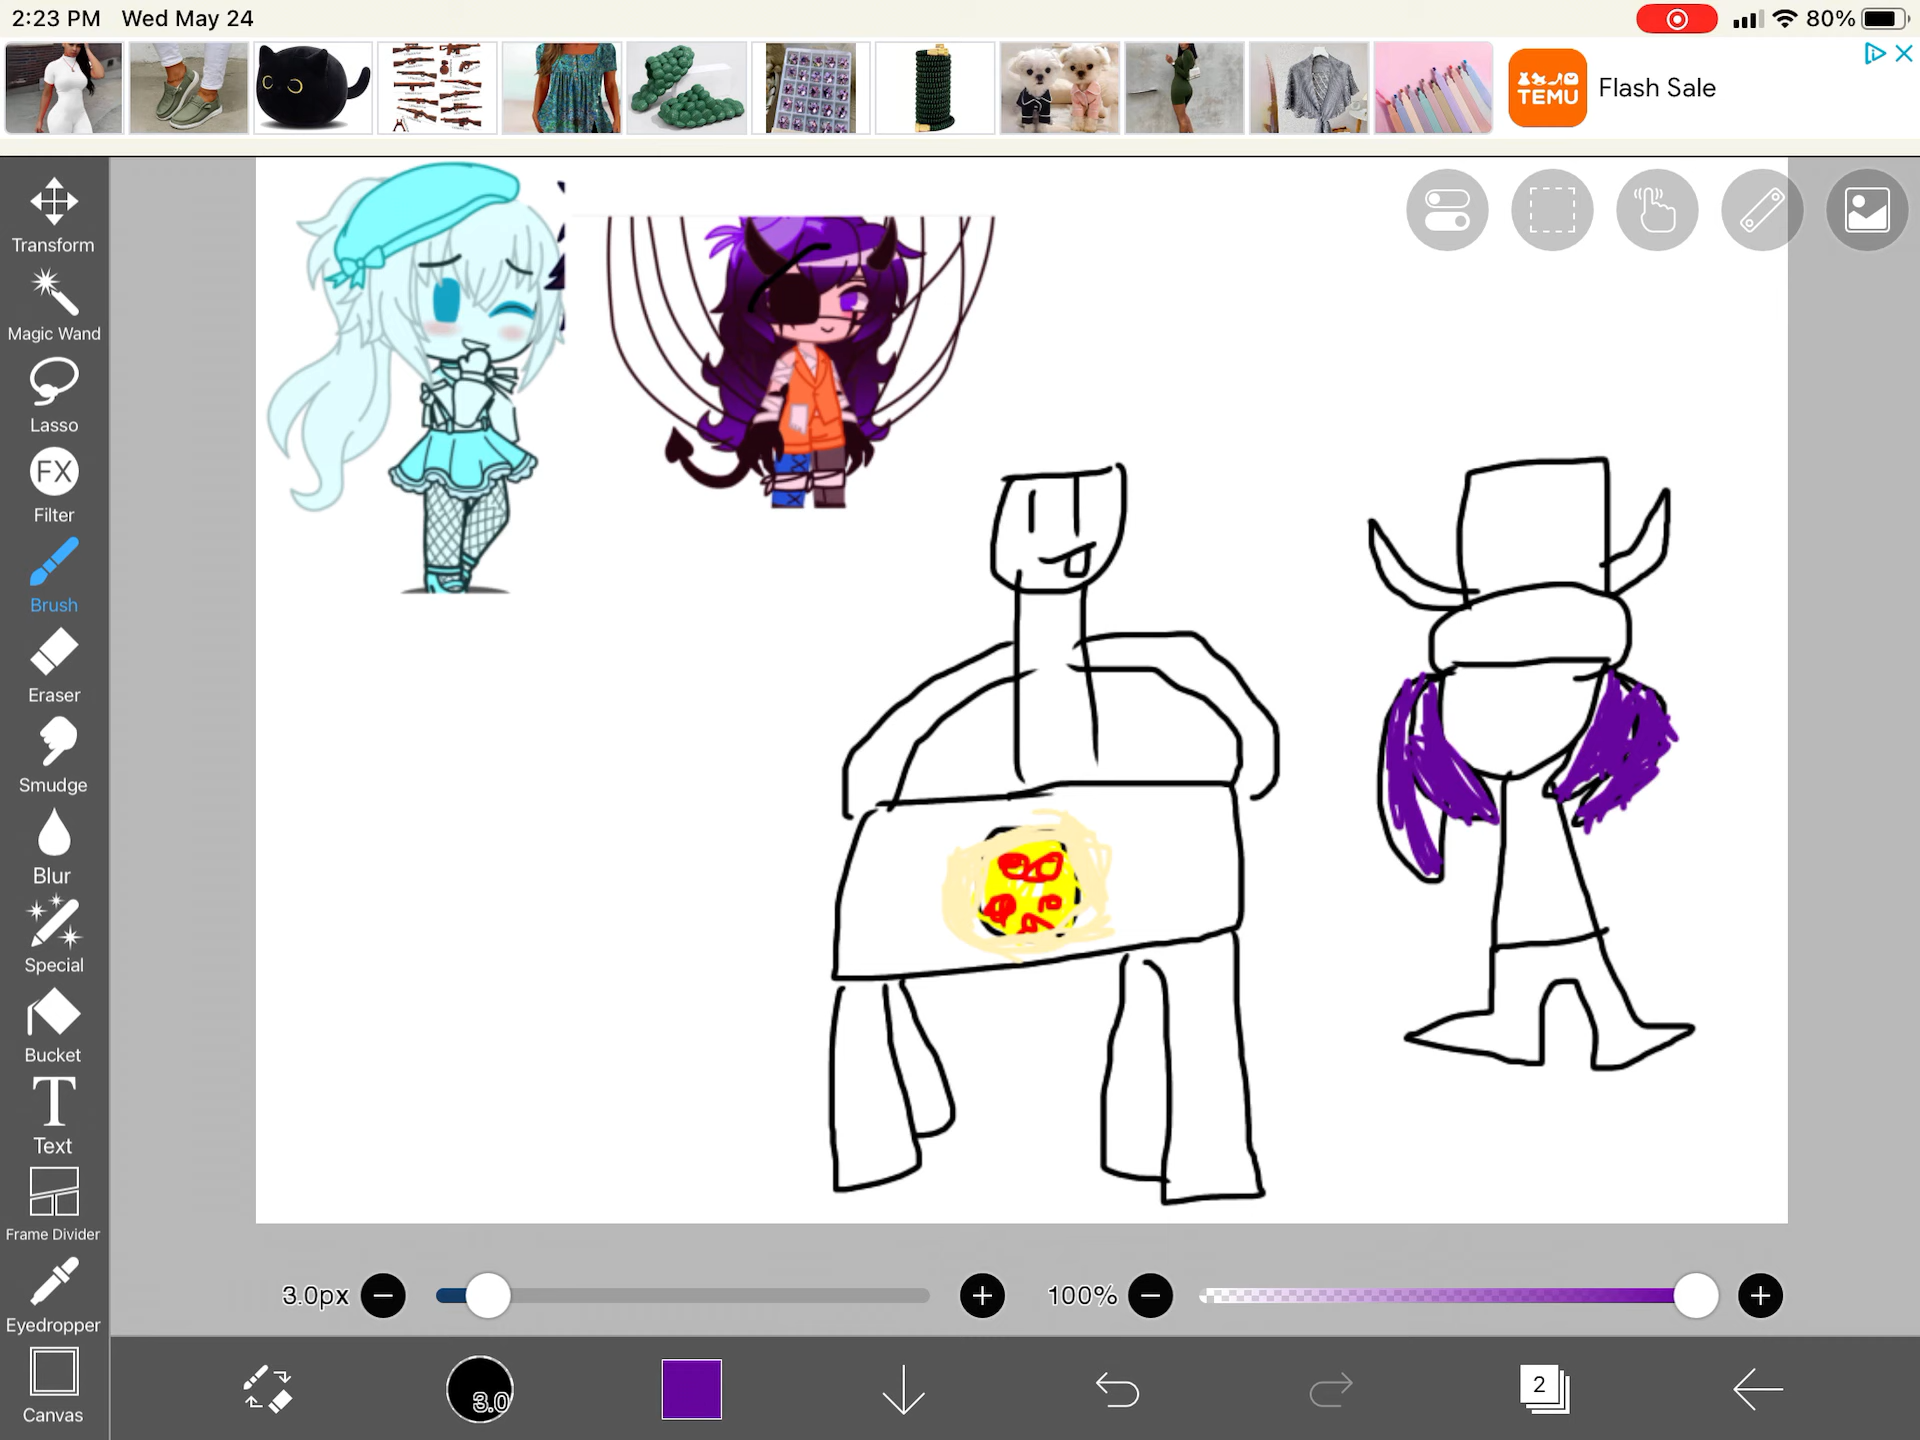 2:23 PM Wed May 24
80%
TEMU
Flash Sale
Transform
Magic Wand
Lasso
FX
Filter
Brush
Eraser
Smudge
Blur
Special
Bucket
T
Text
Frame Divider
Eyedropper
Canvas
3.0px
100%
3.0
2